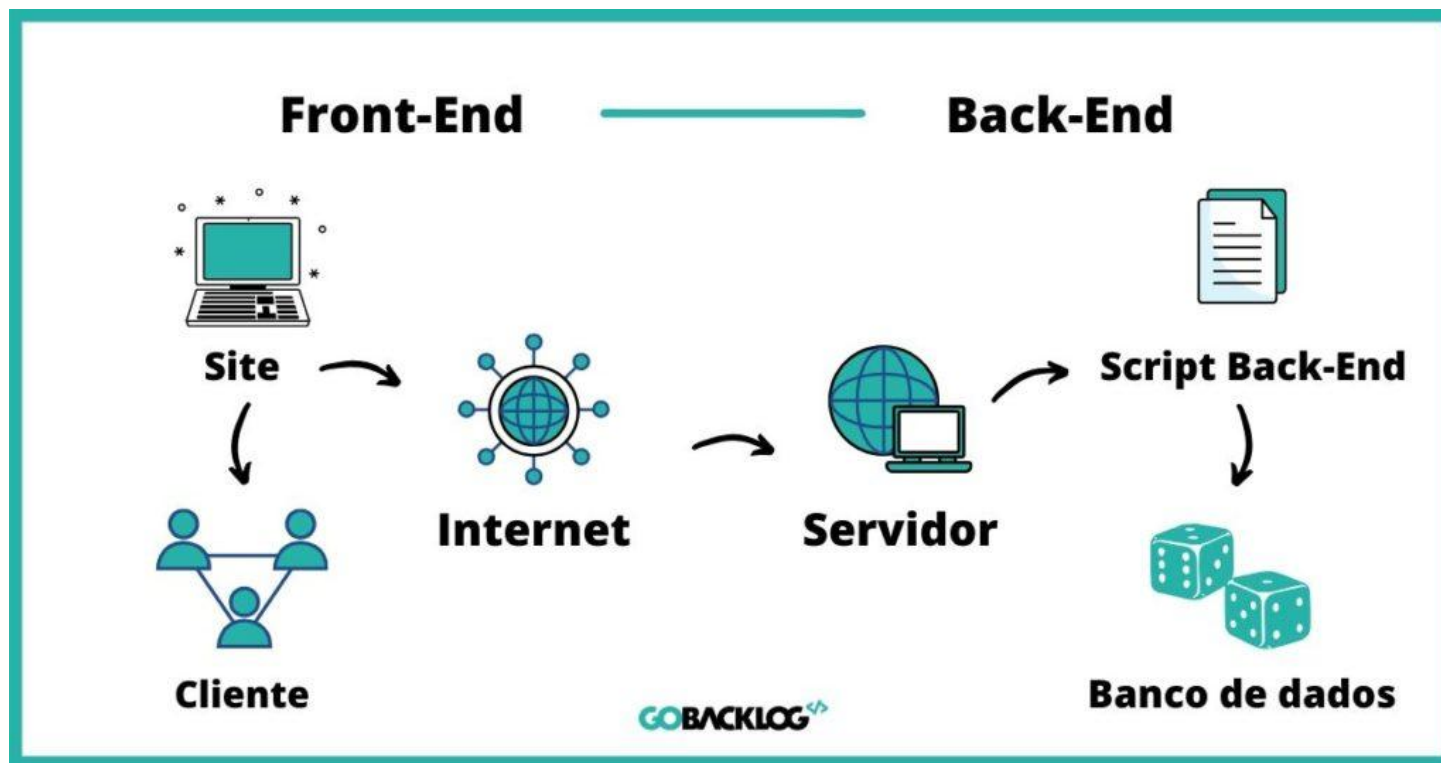 Front-End
Back-End
Site
Script Back-End
Internet
Servidor
Cliente
Banco de dados
GOBACKLOG</>